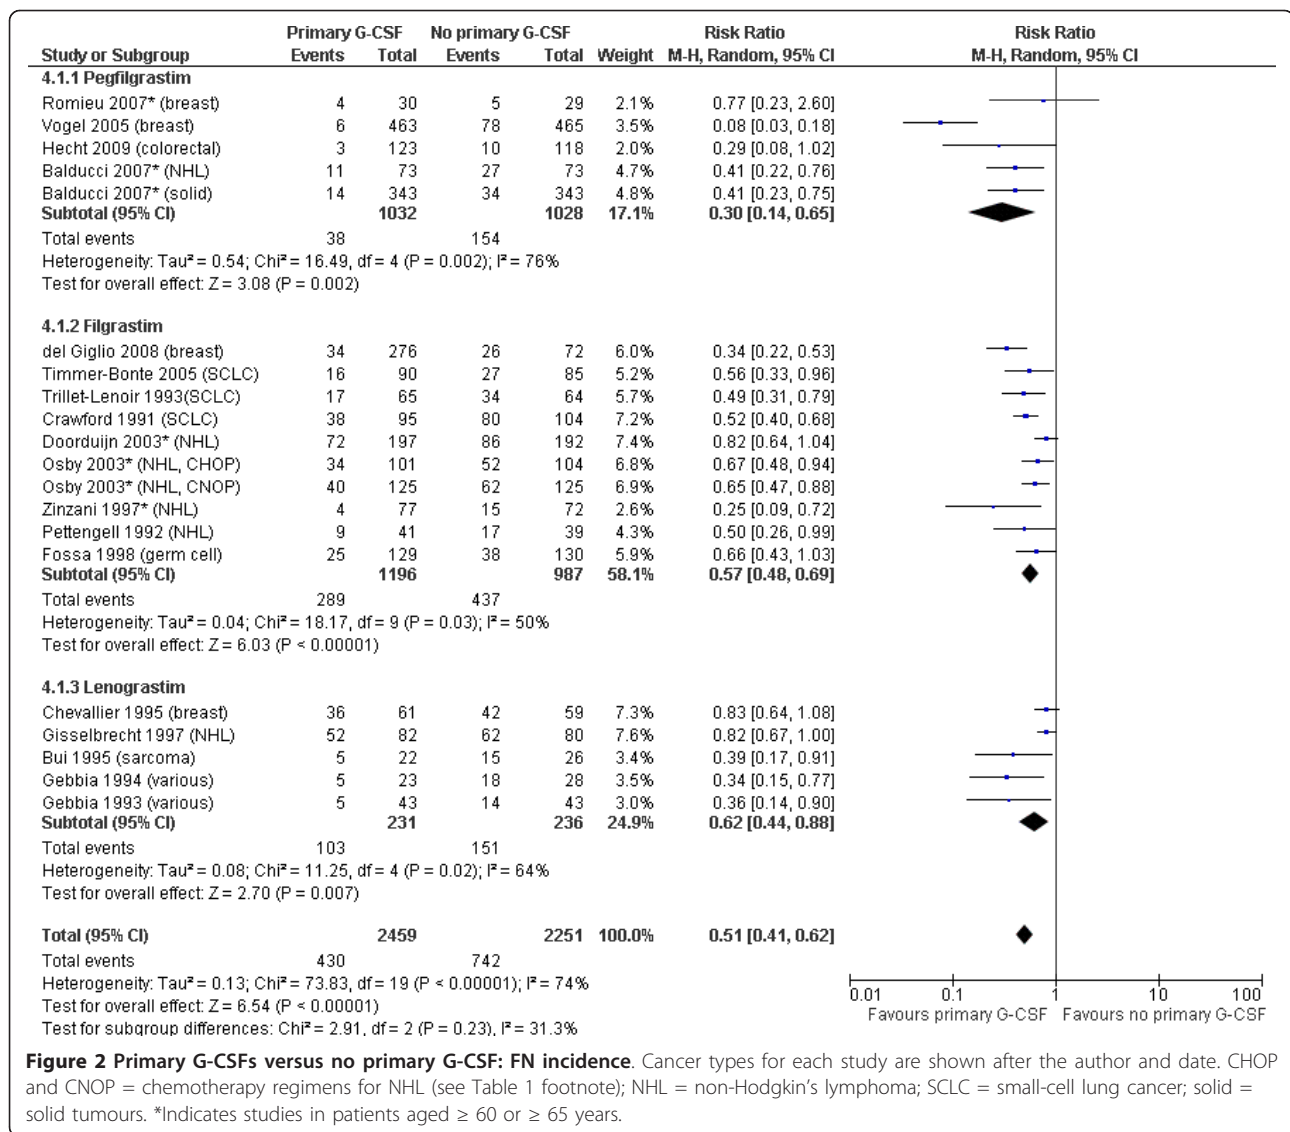 Primary G-CSF No primary G-CSF Risk Ratio Risk Ratio
Study or Subgroup Events Total Events Total Weight M-H, Random, 95% CI M-H, Random, 95% CI
4.1.1 Pegfilgrastim
Romieu 2007* (breast) 4 30 5 29 2.1% 0.77 [0.23, 2.60]
Vogel 2005 (breast) 6 463 78 465 3.5% 0.08 [0.03, 0.18]
Hecht 2009 (colorectal) 3 123 10 118 2.0% 0.29 [0.08, 1.02]
Balducci 2007* (NHL) 11 73 27 73 4.7% 0.41 [0.22, 0.76]
Balducci 2007* (solid) 14 343 34 343 4.8% 0.41 [0.23, 0.75]
Subtotal (95% CI) 1032 1028 17.1% 0.30 [0.14, 0.65]
Total events 38 154
Heterogeneity: Tau² = 0.54; Chi² = 16.49, df = 4 (P = 0.002); I² = 76%
Test for overall effect: Z = 3.08 (P = 0.002)
4.1.2 Filgrastim
del Giglio 2008 (breast) 34 276 26 72 6.0% 0.34 [0.22, 0.53]
Timmer-Bonte 2005 (SCLC) 16 90 27 85 5.2% 0.56 [0.33, 0.96]
Trillet-Lenoir 1993(SCLC) 17 65 34 64 5.7% 0.49 [0.31, 0.79]
Crawford 1991 (SCLC) 38 95 80 104 7.2% 0.52 [0.40, 0.68]
Doorduijn 2003* (NHL) 72 197 86 192 7.4% 0.82 [0.64, 1.04]
Osby 2003* (NHL, CHOP) 34 101 52 104 6.8% 0.67 [0.48, 0.94]
Osby 2003* (NHL, CNOP) 40 125 62 125 6.9% 0.65 [0.47, 0.88]
Zinzani 1997* (NHL) 4 77 15 72 2.6% 0.25 [0.09, 0.72]
Pettengell 1992 (NHL) 9 41 17 39 4.3% 0.50 [0.26, 0.99]
Fossa 1998 (germ cell) 25 129 38 130 5.9% 0.66 [0.43, 1.03]
Subtotal (95% CI) 1196 987 58.1% 0.57 [0.48, 0.69]
Total events 289 437
Heterogeneity: Tau² = 0.04; Chi² = 18.17, df = 9 (P = 0.03); I² = 50%
Test for overall effect: Z = 6.03 (P < 0.00001)
4.1.3 Lenograstim
Chevallier 1995 (breast) 36 61 42 59 7.3% 0.83 [0.64, 1.08]
Gisselbrecht 1997 (NHL) 52 82 62 80 7.6% 0.82 [0.67, 1.00]
Bui 1995 (sarcoma) 5 22 15 26 3.4% 0.39 [0.17, 0.91]
Gebbia 1994 (various) 5 23 18 28 3.5% 0.34 [0.15, 0.77]
Gebbia 1993 (various) 5 43 14 43 3.0% 0.36 [0.14, 0.90]
Subtotal (95% CI) 231 236 24.9% 0.62 [0.44, 0.88]
Total events 103 151
Heterogeneity: Tau² = 0.08; Chi² = 11.25, df = 4 (P = 0.02); I² = 64%
Test for overall effect: Z = 2.70 (P = 0.007)
Total (95% CI) 2459 2251 100.0% 0.51 [0.41, 0.62]
Total events 430 742
Heterogeneity: Tau² = 0.13; Chi² = 73.83, df = 19 (P < 0.00001); I² = 74%
Test for overall effect: Z = 6.54 (P < 0.00001)
Test for subgroup differences: Chi² = 2.91, df = 2 (P = 0.23), I² = 31.3%
0.01 0.1 1 10 100
Favours primary G-CSF Favours no primary G-CSF
Figure 2 Primary G-CSFs versus no primary G-CSF: FN incidence. Cancer types for each study are shown after the author and date. CHOP
and CNOP = chemotherapy regimens for NHL (see Table 1 footnote); NHL = non-Hodgkin's lymphoma; SCLC = small-cell lung cancer; solid =
solid tumours. *Indicates studies in patients aged ≥ 60 or ≥ 65 years.